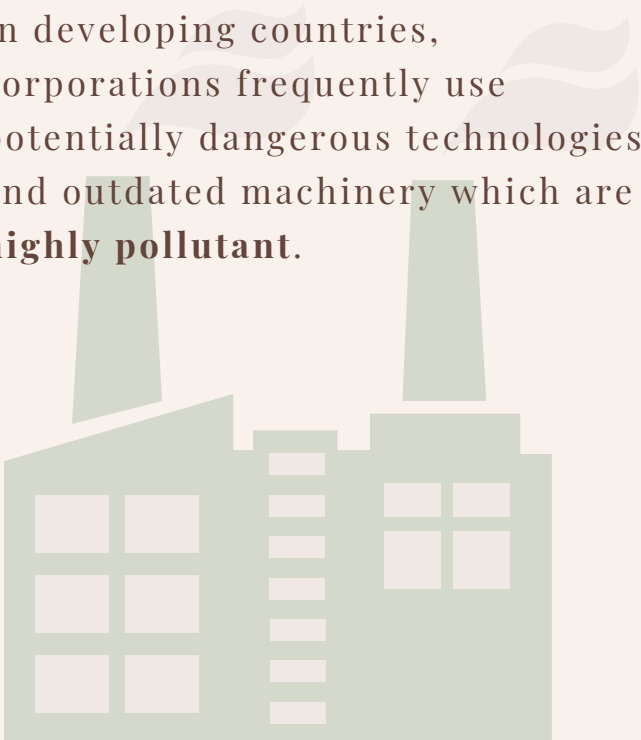 n developing countries,
orporations frequently use
otentially dangerous technologies
nd outdated machinery which are
ighly pollutant.